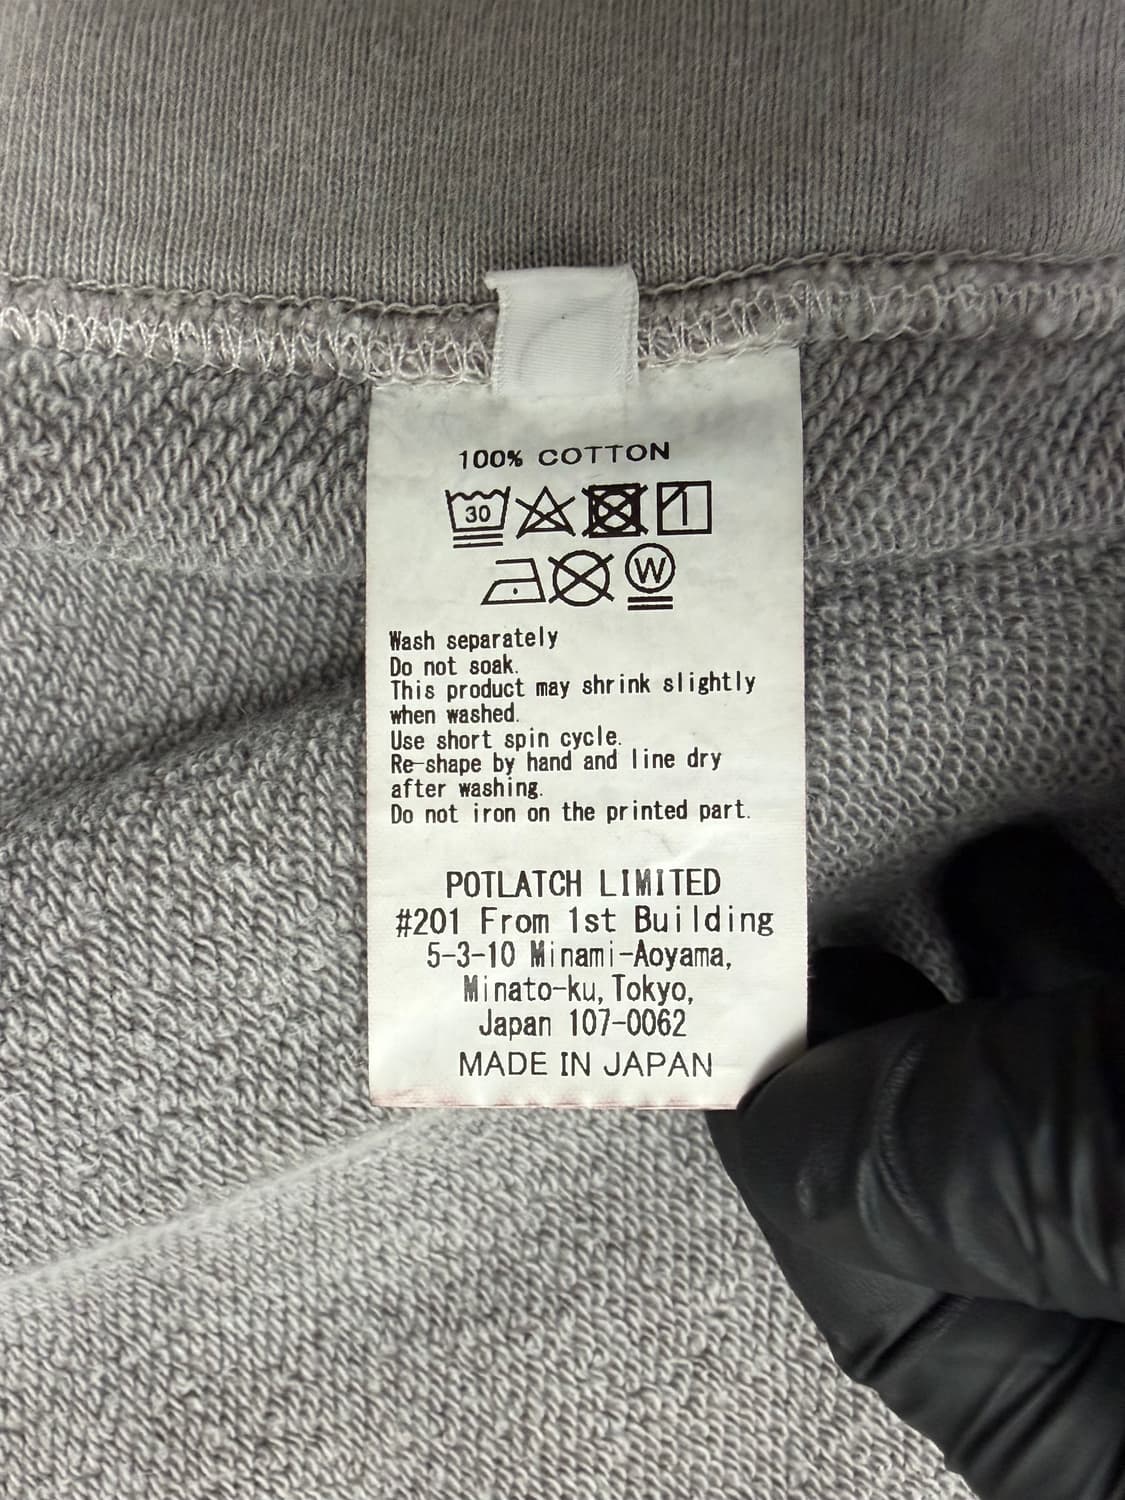 100% COTTON
30
W
Wash separately
Do not soak.
This product may shrink slightly
when washed.
Use short spin cycle.
Re-shape by hand and line dry
after washing.
Do not iron on the printed part.
POTLATCH LIMITED
#201 From 1st Building
5-3-10 Minami-Aoyama,
Minato-ku, Tokyo,
Japan 107-0062
MADE IN JAPAN